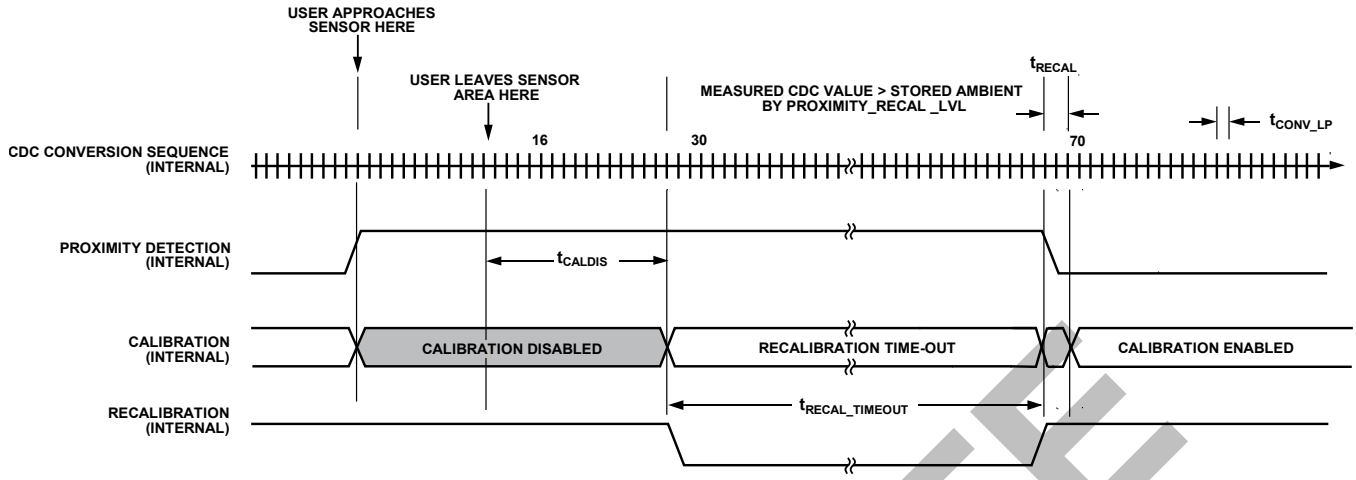 USER APPROACHES
SENSOR HERE
USER LEAVES SENSOR
AREA HERE
MEASURED CDC VALUE > STORED AMBIENT
BY PROXIMITY_RECAL _LVL
tRECAL
tCONV_LP
16
30
70
CDC CONVERSION SEQUENCE
(INTERNAL)
PROXIMITY DETECTION
(INTERNAL)
tCALDIS
CALIBRATION
(INTERNAL)
CALIBRATION DISABLED
RECALIBRATION TIME-OUT
CALIBRATION ENABLED
RECALIBRATION
(INTERNAL)
tRECAL_TIMEOUT